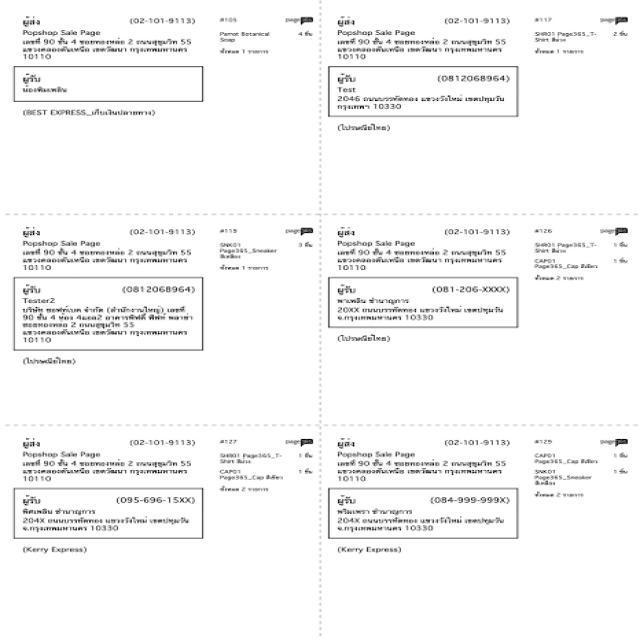 ผู้ส่ง (02-101-9113)
Popshop Sale Page
เลขที่ 90 ชั้น 4 ซอยทองหล่อ 2 ถนนสุขุมวิท 55
แขวงคลองตันเหนือ เขตวัฒนา กรุงเทพมหานคร
10110
ผู้รับ
น้องพิมเพลิน
(BEST EXPRESS_เก็บเงินปลายทาง)
#105 page365
Parrot Botanical 4 ชิ้น
Soap
ทั้งหมด 1 รายการ
ผู้ส่ง (02-101-9113)
Popshop Sale Page
เลขที่ 90 ชั้น 4 ซอยทองหล่อ 2 ถนนสุขุมวิท 55
แขวงคลองตันเหนือ เขตวัฒนา กรุงเทพมหานคร
10110
ผู้รับ (0812068964)
Test
2046 ถนนบรรทัดทอง แขวงวังใหม่ เขตปทุมวัน
กรุงเทพฯ 10330
(ไปรษณีย์ไทย)
#117 page365
SHR01 Page365_T- 2 ชิ้น
Shirt สีม่วง
ทั้งหมด 1 รายการ
ผู้ส่ง (02-101-9113)
Popshop Sale Page
เลขที่ 90 ชั้น 4 ซอยทองหล่อ 2 ถนนสุขุมวิท 55
แขวงคลองตันเหนือ เขตวัฒนา กรุงเทพมหานคร
10110
ผู้รับ (0812068964)
Tester2
บริษัท ซอฟท์เบค จำกัด (สำนักงานใหญ่) เลขที่
90 ชั้น 4 ห้อง 4แอล2 อาคารฟิฟตี้ ฟิฟท์ พลาซ่า
ซอยทองหล่อ 2 ถนนสุขุมวิท 55
แขวงคลองตันเหนือ เขตวัฒนา กรุงเทพมหานคร
10110
(ไปรษณีย์ไทย)
#119 page365
SNK01 3 ชิ้น
Page365_Sneaker
สีเหลือง
ทั้งหมด 1 รายการ
ผู้ส่ง (02-101-9113)
Popshop Sale Page
เลขที่ 90 ชั้น 4 ซอยทองหล่อ 2 ถนนสุขุมวิท 55
แขวงคลองตันเหนือ เขตวัฒนา กรุงเทพมหานคร
10110
ผู้รับ (081-206-XXXX)
พาเพลิน ชำนาญการ
20XX ถนนบรรทัดทอง แขวงวังใหม่ เขตปทุมวัน
จ.กรุงเทพมหานคร 10330
(ไปรษณีย์ไทย)
#126 page365
SHR01 Page365_T- 1 ชิ้น
Shirt สีม่วง
CAP01 1 ชิ้น
Page365_Cap สีเขียว
ทั้งหมด 2 รายการ
ผู้ส่ง (02-101-9113)
Popshop Sale Page
เลขที่ 90 ชั้น 4 ซอยทองหล่อ 2 ถนนสุขุมวิท 55
แขวงคลองตันเหนือ เขตวัฒนา กรุงเทพมหานคร
10110
ผู้รับ (095-696-15XX)
พิศเพลิน ชำนาญการ
204X ถนนบรรทัดทอง แขวงวังใหม่ เขตปทุมวัน
จ.กรุงเทพมหานคร 10330
(Kerry Express)
#127 page365
SHR01 Page365_T- 1 ชิ้น
Shirt สีม่วง
CAP01 1 ชิ้น
Page365_Cap สีเขียว
ทั้งหมด 2 รายการ
ผู้ส่ง (02-101-9113)
Popshop Sale Page
เลขที่ 90 ชั้น 4 ซอยทองหล่อ 2 ถนนสุขุมวิท 55
แขวงคลองตันเหนือ เขตวัฒนา กรุงเทพมหานคร
10110
ผู้รับ (084-999-999X)
พริมเพรา ชำนาญการ
204X ถนนบรรทัดทอง แขวงวังใหม่ เขตปทุมวัน
จ.กรุงเทพมหานคร 10330
(Kerry Express)
#129 page365
CAP01 1 ชิ้น
Page365_Cap สีเขียว
SNK01 1 ชิ้น
Page365_Sneaker
สีเหลือง
ทั้งหมด 2 รายการ